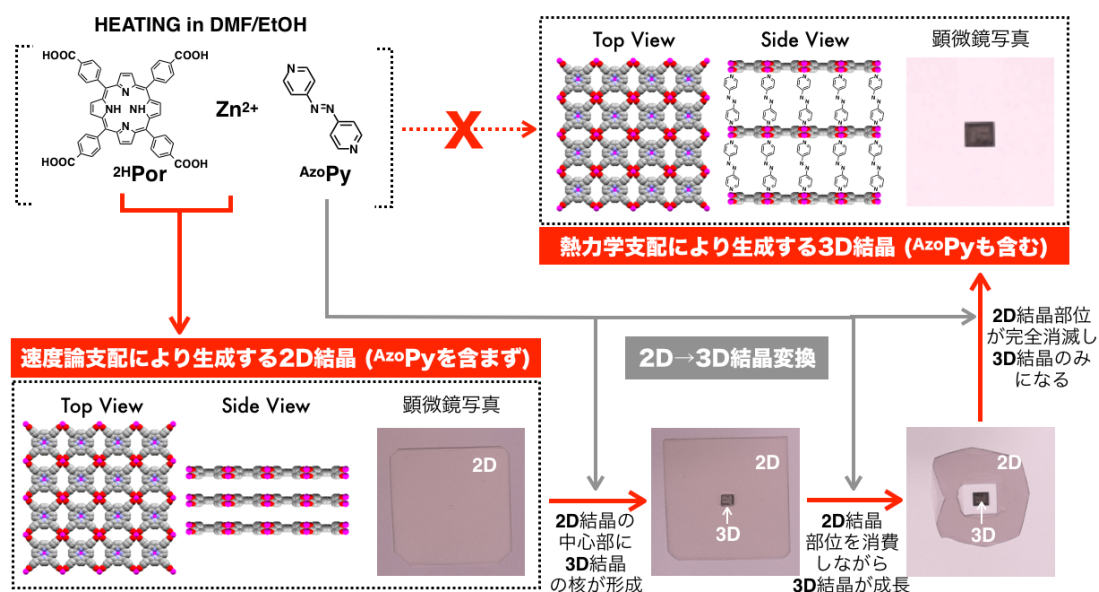 HEATING in DMF/EtOH
HOOC
COOH
N
NH HN
N
HOOC
COOH
2HPor
Zn2+
N
N=N
N
AzoPy
X
Top View
Side View
顕微鏡写真
熱力学支配により生成する3D結晶 (AzoPyも含む)
速度論支配により生成する2D結晶 (AzoPyを含まず)
2D→3D結晶変換
2D結晶部位
が完全消滅し
3D結晶のみ
になる
Top View
Side View
顕微鏡写真
2D
2D
3D
2D
3D
2D結晶の
中心部に
3D結晶
の核が形成
2D結晶
部位を消費
しながら
3D結晶が成長